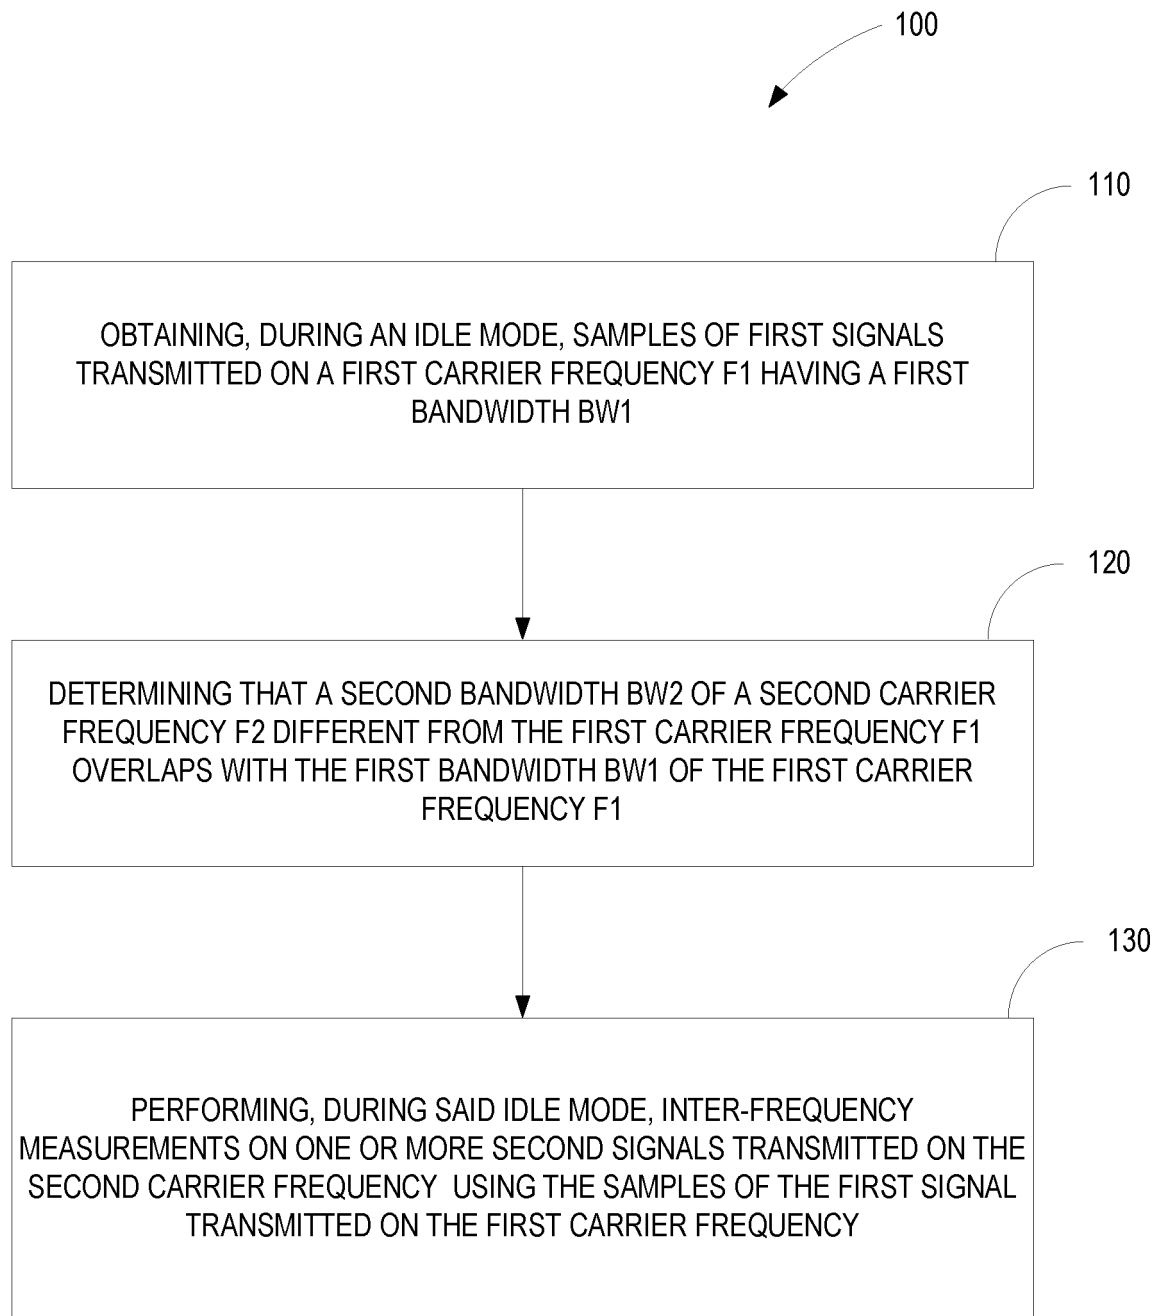 100
110
OBTAINING, DURING AN IDLE MODE, SAMPLES OF FIRST SIGNALS
TRANSMITTED ON A FIRST CARRIER FREQUENCY F1 HAVING A FIRST
BANDWIDTH BW1
120
DETERMINING THAT A SECOND BANDWIDTH BW2 OF A SECOND CARRIER
FREQUENCY F2 DIFFERENT FROM THE FIRST CARRIER FREQUENCY F1
OVERLAPS WITH THE FIRST BANDWIDTH BW1 OF THE FIRST CARRIER
FREQUENCY F1
130
PERFORMING, DURING SAID IDLE MODE, INTER-FREQUENCY
MEASUREMENTS ON ONE OR MORE SECOND SIGNALS TRANSMITTED ON THE
SECOND CARRIER FREQUENCY USING THE SAMPLES OF THE FIRST SIGNAL
TRANSMITTED ON THE FIRST CARRIER FREQUENCY